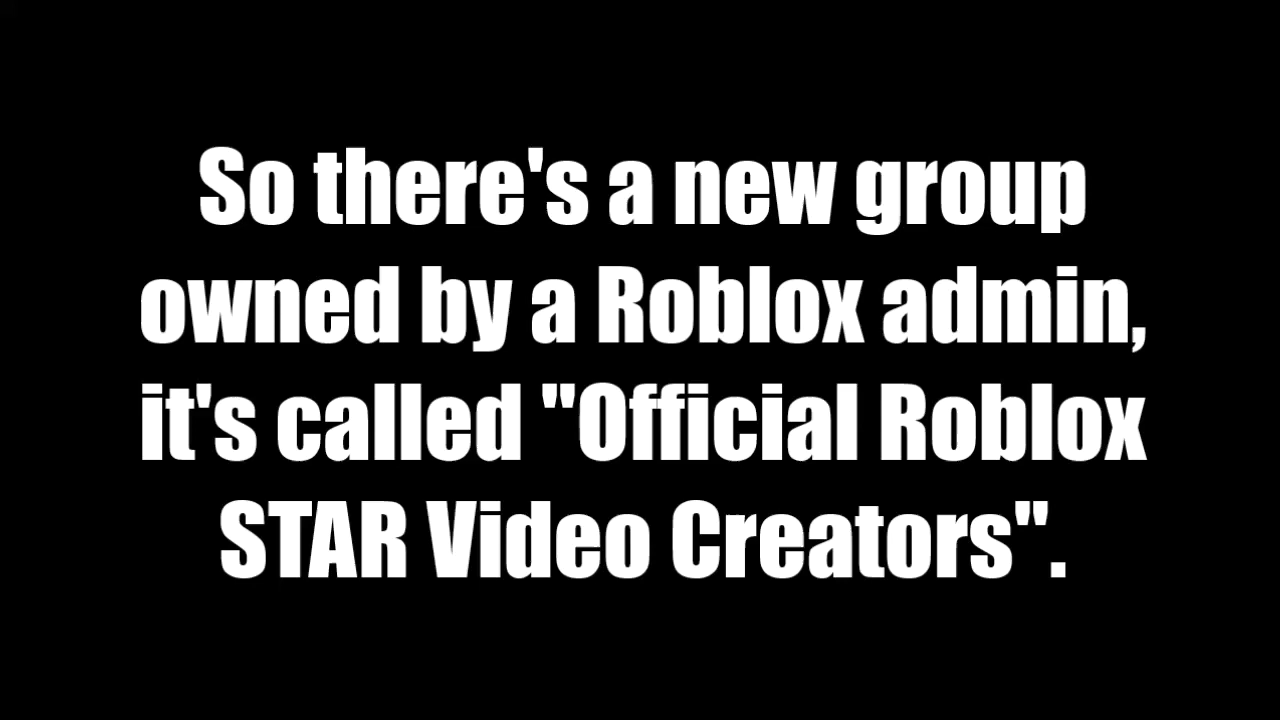 So there's a new group
owned by a Roblox admin,
it's called "Official Roblox
STAR Video Creators".